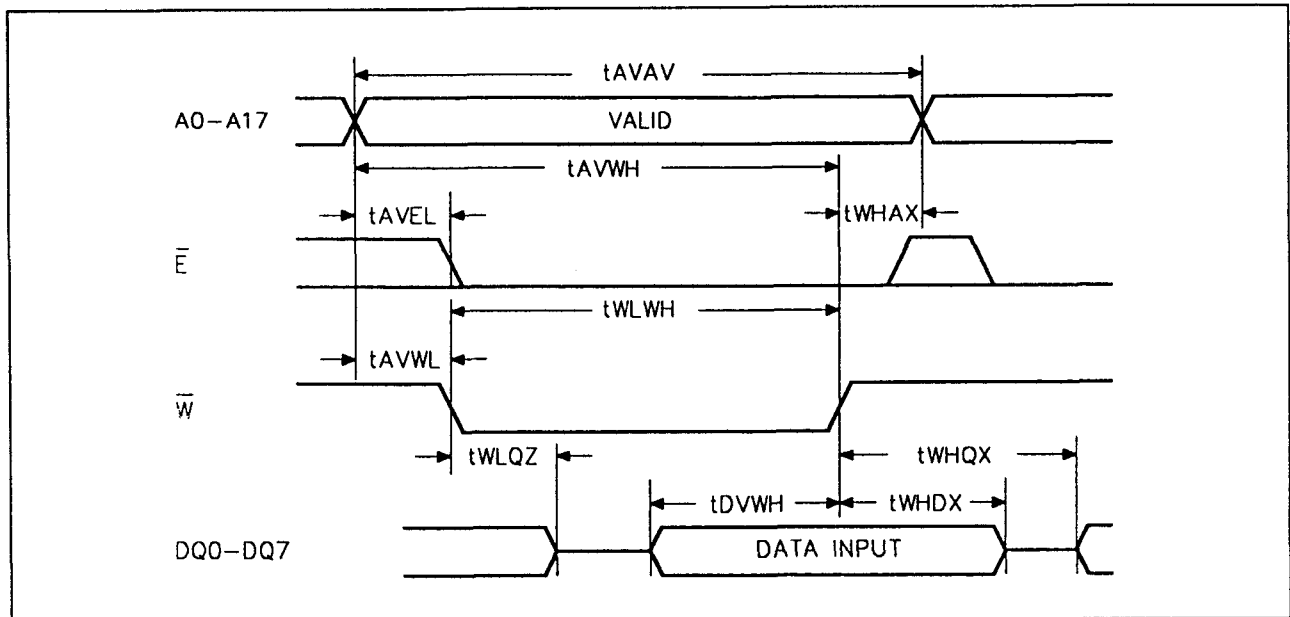 tAVAV
A0-A17
VALID
tAVWH
tAVEL
tWHAX
E̅
tWLWH
tAVWL
W̅
tWLQZ
tWHQX
tDVWH
tWHDX
DQ0-DQ7
DATA INPUT